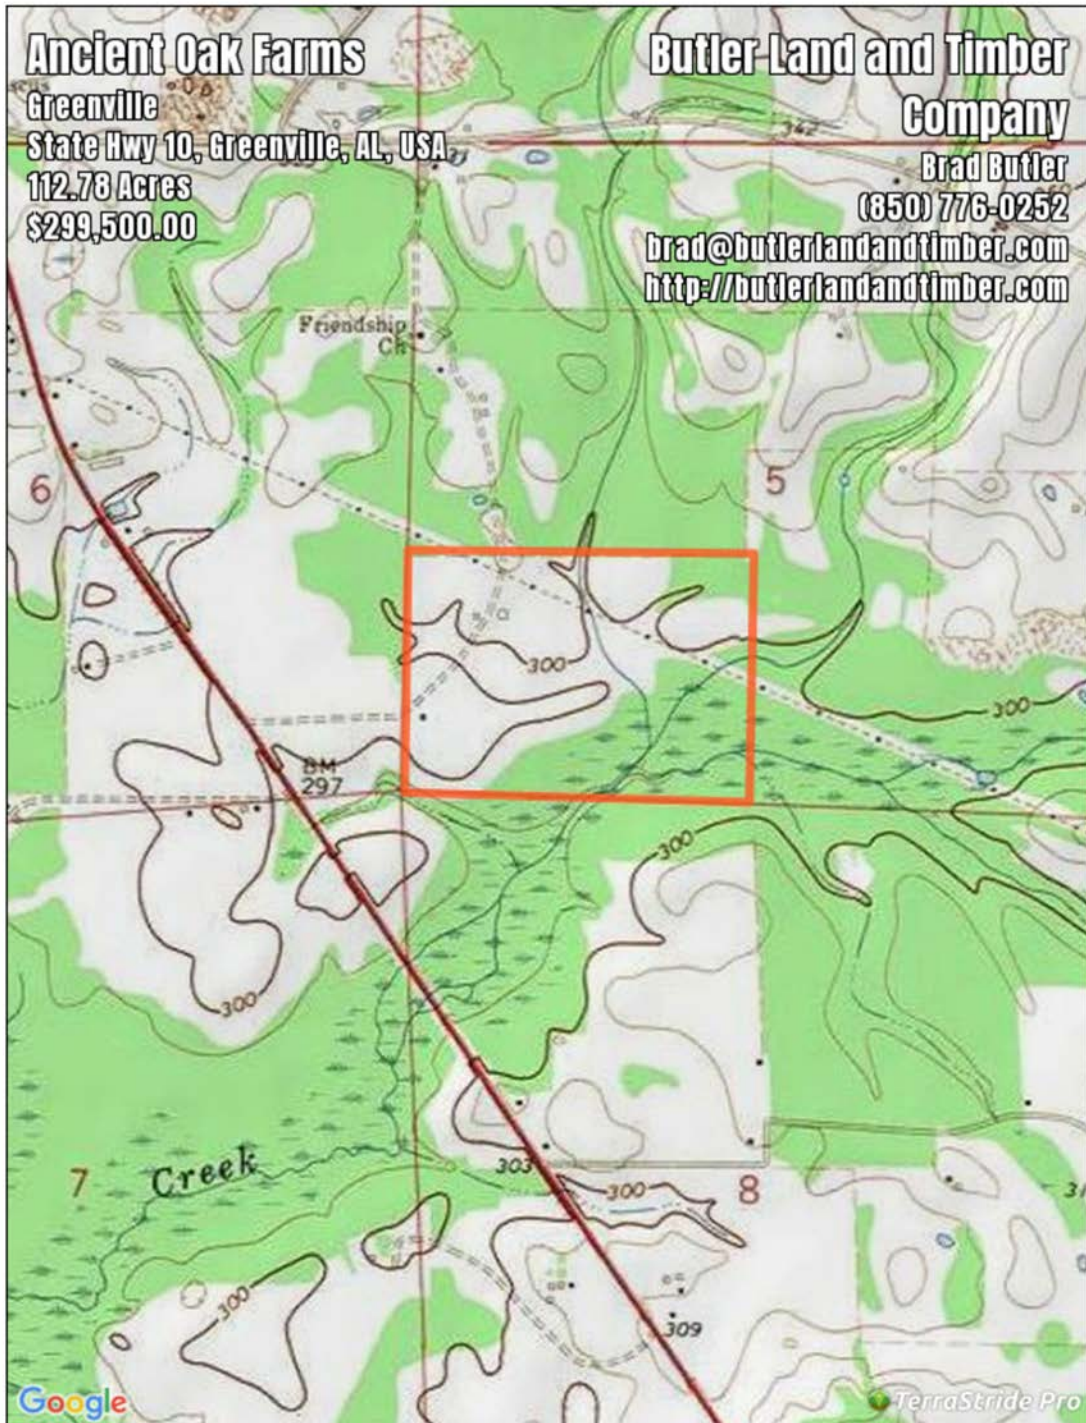 Ancient Oak Farms
Greenville
State Hwy 10, Greenville, AL, USA
112.78 Acres
$299,500.00
Butler Land and Timber
Company
Brad Butler
(850) 776-0252
brad@butlerlandandtimber.com
http://butlerlandandtimber.com
342
Friendship
Ch
6
5
300
300
BM
297
300
300
7
Creek
303
300
8
300
309
Google
TerraStride Pro